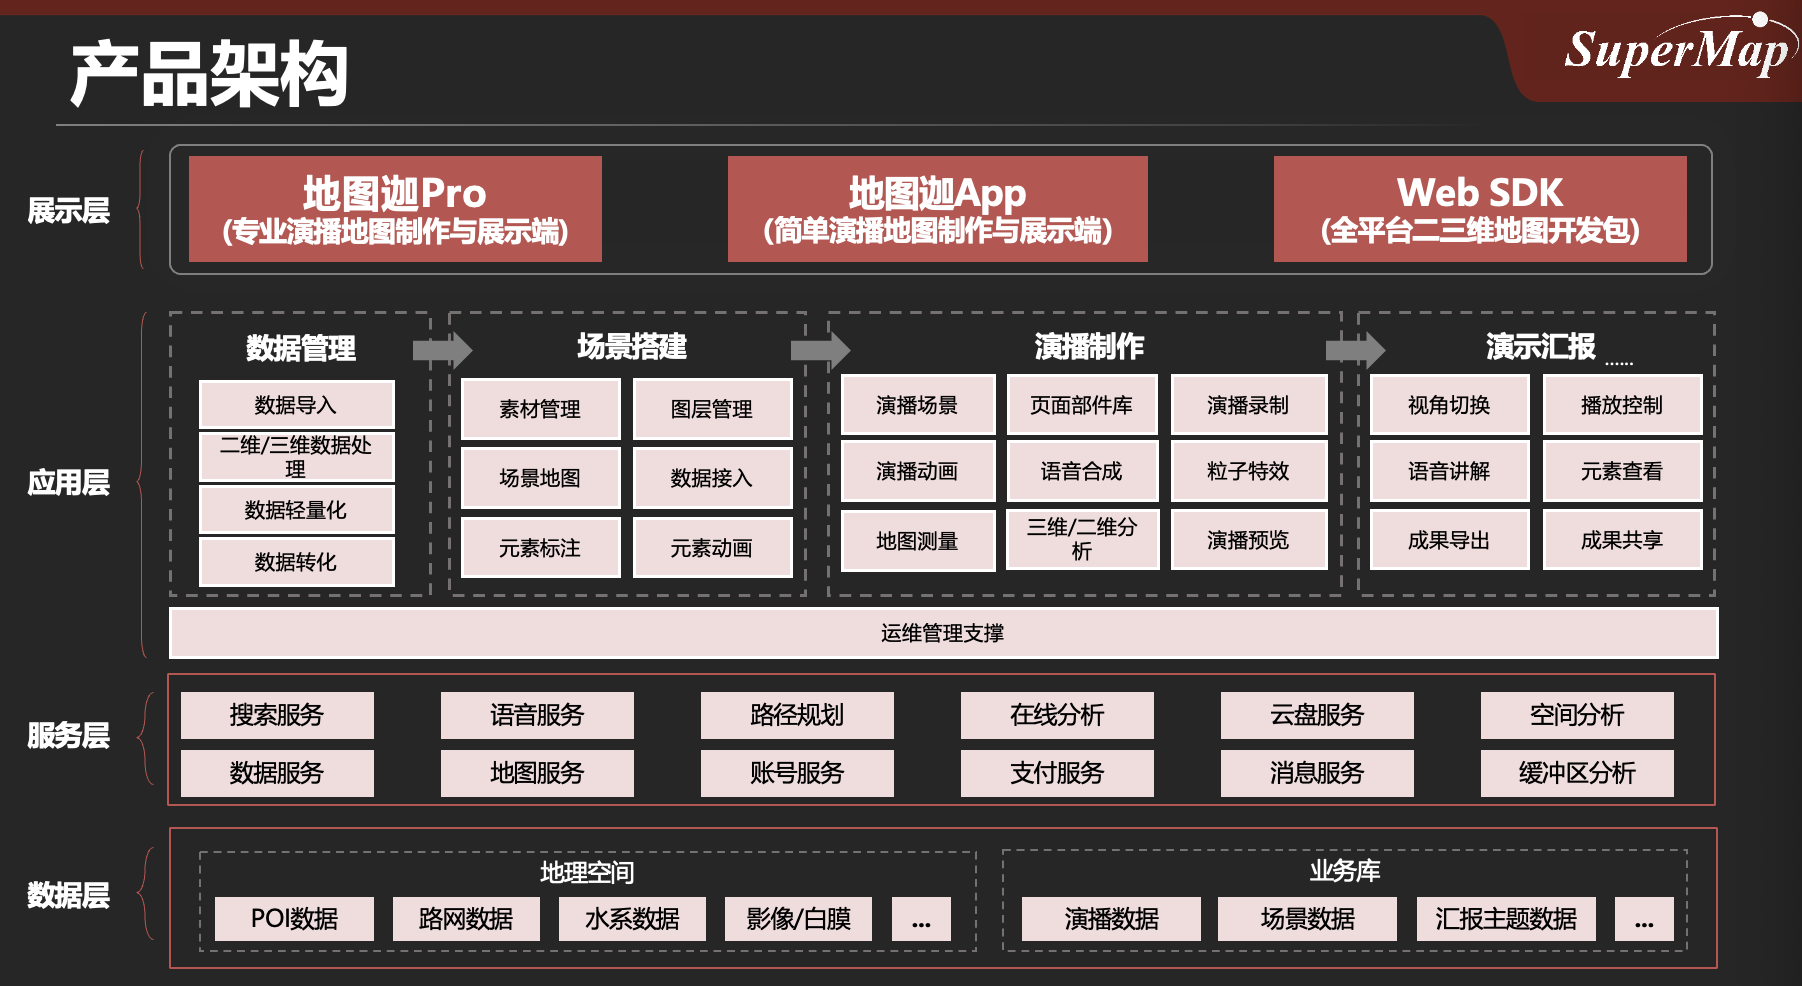 产品架构
SuperMap
展示层
地图迦Pro
(专业演播地图制作与展示端)
地图迦App
(简单演播地图制作与展示端)
Web SDK
(全平台二三维地图开发包)
应用层
数据管理
数据导入
二维/三维数据处
理
数据轻量化
数据转化
场景搭建
素材管理
图层管理
场景地图
数据接入
元素标注
元素动画
演播制作
演播场景
页面部件库
演播录制
演播动画
语音合成
粒子特效
地图测量
三维/二维分
析
演播预览
演示汇报 ......
视角切换
播放控制
语音讲解
元素查看
成果导出
成果共享
运维管理支撑
服务层
搜索服务
语音服务
路径规划
在线分析
云盘服务
空间分析
数据服务
地图服务
账号服务
支付服务
消息服务
缓冲区分析
数据层
地理空间
POI数据
路网数据
水系数据
影像/白膜
...
业务库
演播数据
场景数据
汇报主题数据
...